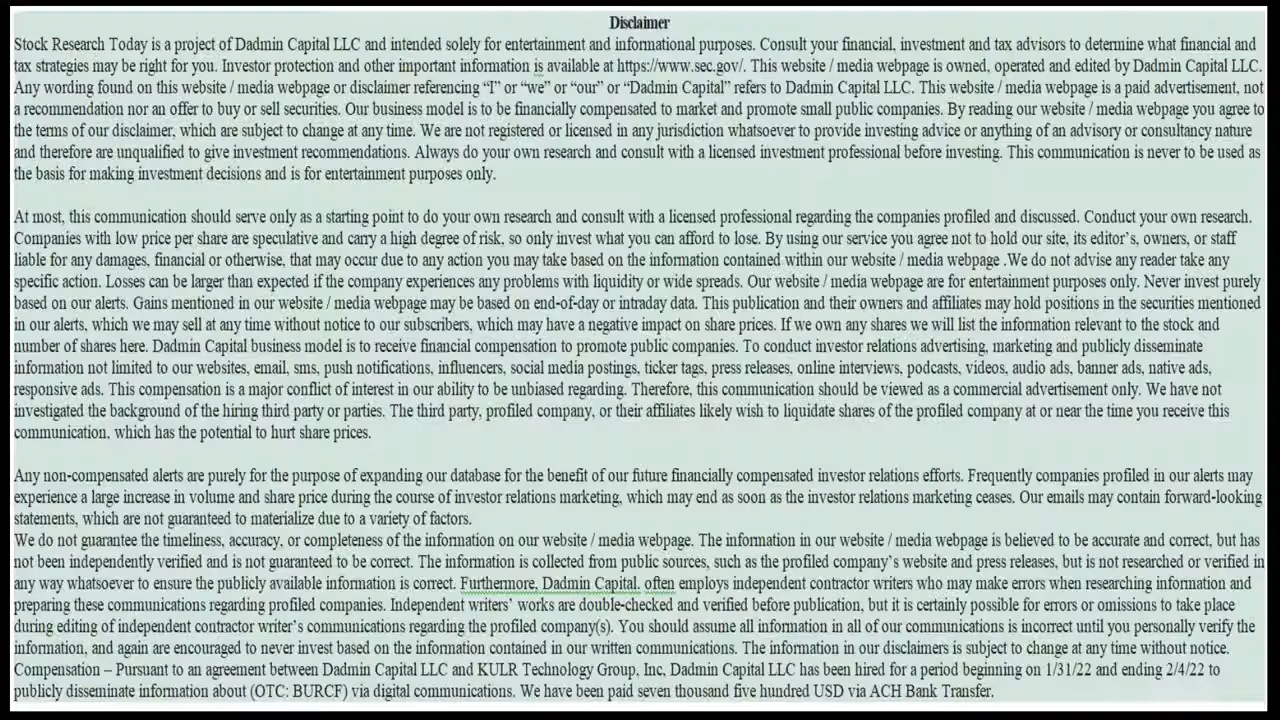 Disclaimer
Stock Research Today is a project of Dadmin Capital LLC and intended solely for entertainment and informational purposes. Consult your financial, investment and tax advisors to determine what financial and
tax strategies may be right for you. Investor protection and other important information is available at https://www.sec.gov/. This website / media webpage is owned, operated and edited by Dadmin Capital LLC.
Any wording found on this website / media webpage or disclaimer referencing “I” or “we” or “our” or “Dadmin Capital” refers to Dadmin Capital LLC. This website / media webpage is a paid advertisement, not
a recommendation nor an offer to buy or sell securities. Our business model is to be financially compensated to market and promote small public companies. By reading our website / media webpage you agree to
the terms of our disclaimer, which are subject to change at any time. We are not registered or licensed in any jurisdiction whatsoever to provide investing advice or anything of an advisory or consultancy nature
and therefore are unqualified to give investment recommendations. Always do your own research and consult with a licensed investment professional before investing. This communication is never to be used as
the basis for making investment decisions and is for entertainment purposes only.
At most, this communication should serve only as a starting point to do your own research and consult with a licensed professional regarding the companies profiled and discussed. Conduct your own research.
Companies with low price per share are speculative and carry a high degree of risk, so only invest what you can afford to lose. By using our service you agree not to hold our site, its editor’s, owners, or staff
liable for any damages, financial or otherwise, that may occur due to any action you may take based on the information contained within our website / media webpage .We do not advise any reader take any
specific action. Losses can be larger than expected if the company experiences any problems with liquidity or wide spreads. Our website / media webpage are for entertainment purposes only. Never invest purely
based on our alerts. Gains mentioned in our website / media webpage may be based on end-of-day or intraday data. This publication and their owners and affiliates may hold positions in the securities mentioned
in our alerts, which we may sell at any time without notice to our subscribers, which may have a negative impact on share prices. If we own any shares we will list the information relevant to the stock and
number of shares here. Dadmin Capital business model is to receive financial compensation to promote public companies. To conduct investor relations advertising, marketing and publicly disseminate
information not limited to our websites, email, sms, push notifications, influencers, social media postings, ticker tags, press releases, online interviews, podcasts, videos, audio ads, banner ads, native ads,
responsive ads. This compensation is a major conflict of interest in our ability to be unbiased regarding. Therefore, this communication should be viewed as a commercial advertisement only. We have not
investigated the background of the hiring third party or parties. The third party, profiled company, or their affiliates likely wish to liquidate shares of the profiled company at or near the time you receive this
communication, which has the potential to hurt share prices.
Any non-compensated alerts are purely for the purpose of expanding our database for the benefit of our future financially compensated investor relations efforts. Frequently companies profiled in our alerts may
experience a large increase in volume and share price during the course of investor relations marketing, which may end as soon as the investor relations marketing ceases. Our emails may contain forward-looking
statements, which are not guaranteed to materialize due to a variety of factors.
We do not guarantee the timeliness, accuracy, or completeness of the information on our website / media webpage. The information in our website / media webpage is believed to be accurate and correct, but has
not been independently verified and is not guaranteed to be correct. The information is collected from public sources, such as the profiled company’s website and press releases, but is not researched or verified in
any way whatsoever to ensure the publicly available information is correct. Furthermore, Dadmin Capital, often employs independent contractor writers who may make errors when researching information and
preparing these communications regarding profiled companies. Independent writers’ works are double-checked and verified before publication, but it is certainly possible for errors or omissions to take place
during editing of independent contractor writer’s communications regarding the profiled company(s). You should assume all information in all of our communications is incorrect until you personally verify the
information, and again are encouraged to never invest based on the information contained in our written communications. The information in our disclaimers is subject to change at any time without notice.
Compensation – Pursuant to an agreement between Dadmin Capital LLC and KULR Technology Group, Inc, Dadmin Capital LLC has been hired for a period beginning on 1/31/22 and ending 2/4/22 to
publicly disseminate information about (OTC: BURCF) via digital communications. We have been paid seven thousand five hundred USD via ACH Bank Transfer.